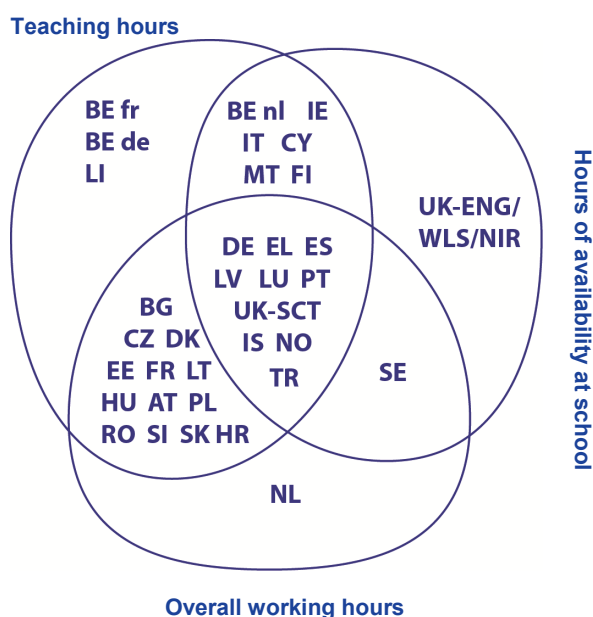 Teaching hours
BE fr
BE de
LI
BE nl IE
IT CY
MT FI
UK-ENG/
WLS/NIR
Hours of availability at school
DE EL ES
LV LU PT
UK-SCT
IS NO
TR
BG
CZ DK
EE FR LT
HU AT PL
RO SI SK HR
SE
NL
Overall working hours